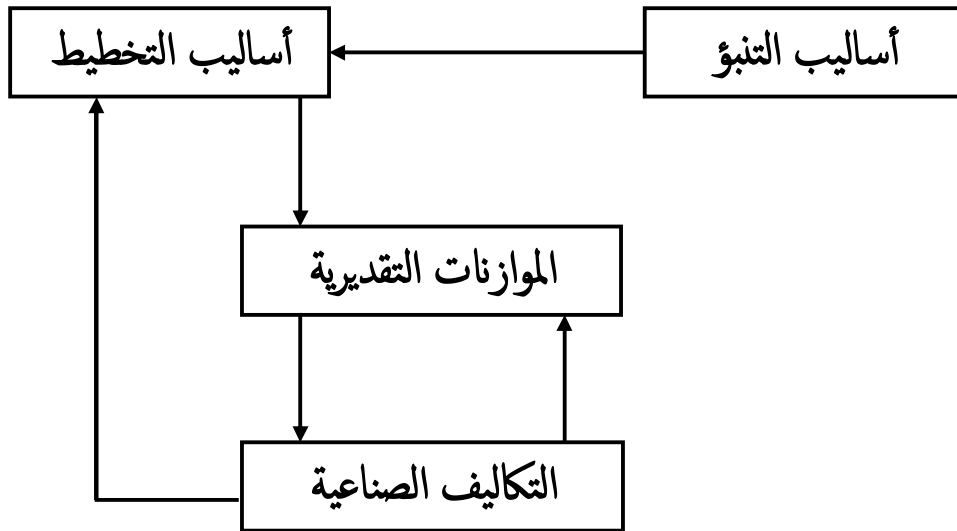 أساليب التنبؤ
أساليب التخطيط
الموازنات التقديرية
التكاليف الصناعية